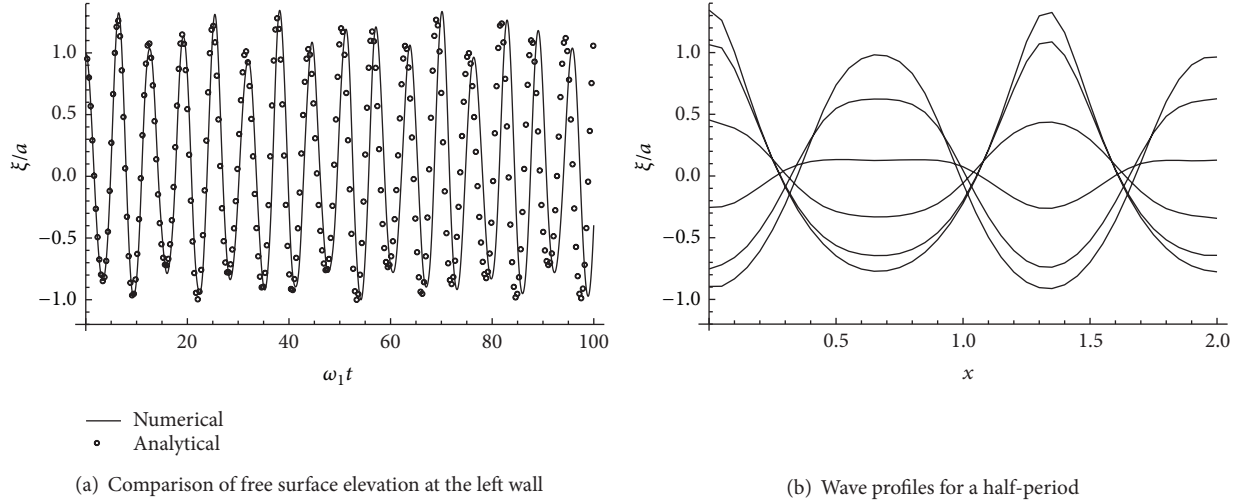 ξ/a
1.0
0.5
0.0
−0.5
−1.0
20
40
60
80
100
ω₁t
Numerical
Analytical
(a) Comparison of free surface elevation at the left wall
ξ/a
1.0
0.5
0.0
−0.5
−1.0
0.5
1.0
1.5
2.0
x
(b) Wave profiles for a half-period